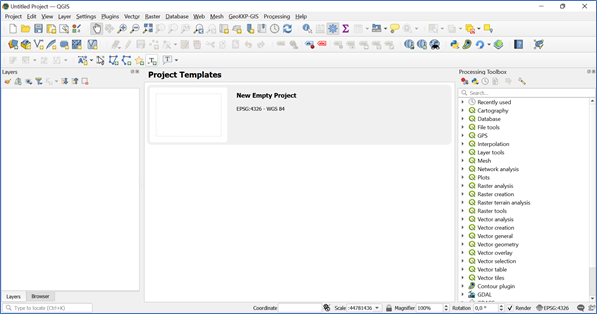 Untitled Project — QGIS
Project Edit View Layer Settings Plugins Vector Raster Database Web Mesh GeoKKP-GIS Processing Help
Layers
Project Templates
New Empty Project
EPSG:4326 - WGS 84
Processing Toolbox
Search...
Recently used
Cartography
Database
File tools
GPS
Interpolation
Layer tools
Mesh
Network analysis
Plots
Raster analysis
Raster creation
Raster terrain analysis
Raster tools
Vector analysis
Vector creation
Vector general
Vector geometry
Vector overlay
Vector selection
Vector table
Vector tiles
Contour plugin
GDAL
Layers Browser
Type to locate (Ctrl+K)
Coordinate
Scale 44781436
Magnifier 100%
Rotation 0,0 °
Render
EPSG:4326